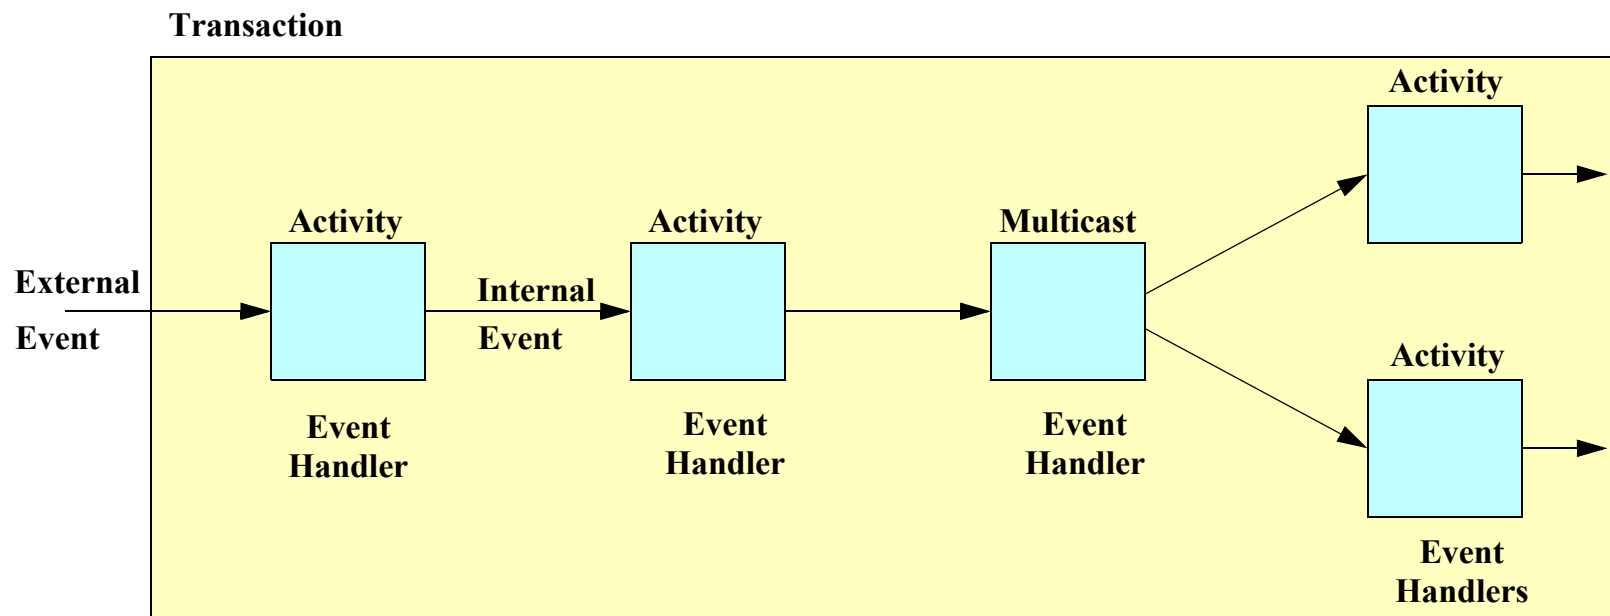 Transaction
Activity
Activity
Activity
Multicast
External
Event
Internal
Event
Activity
Event
Handler
Event
Handler
Event
Handler
Event
Handlers